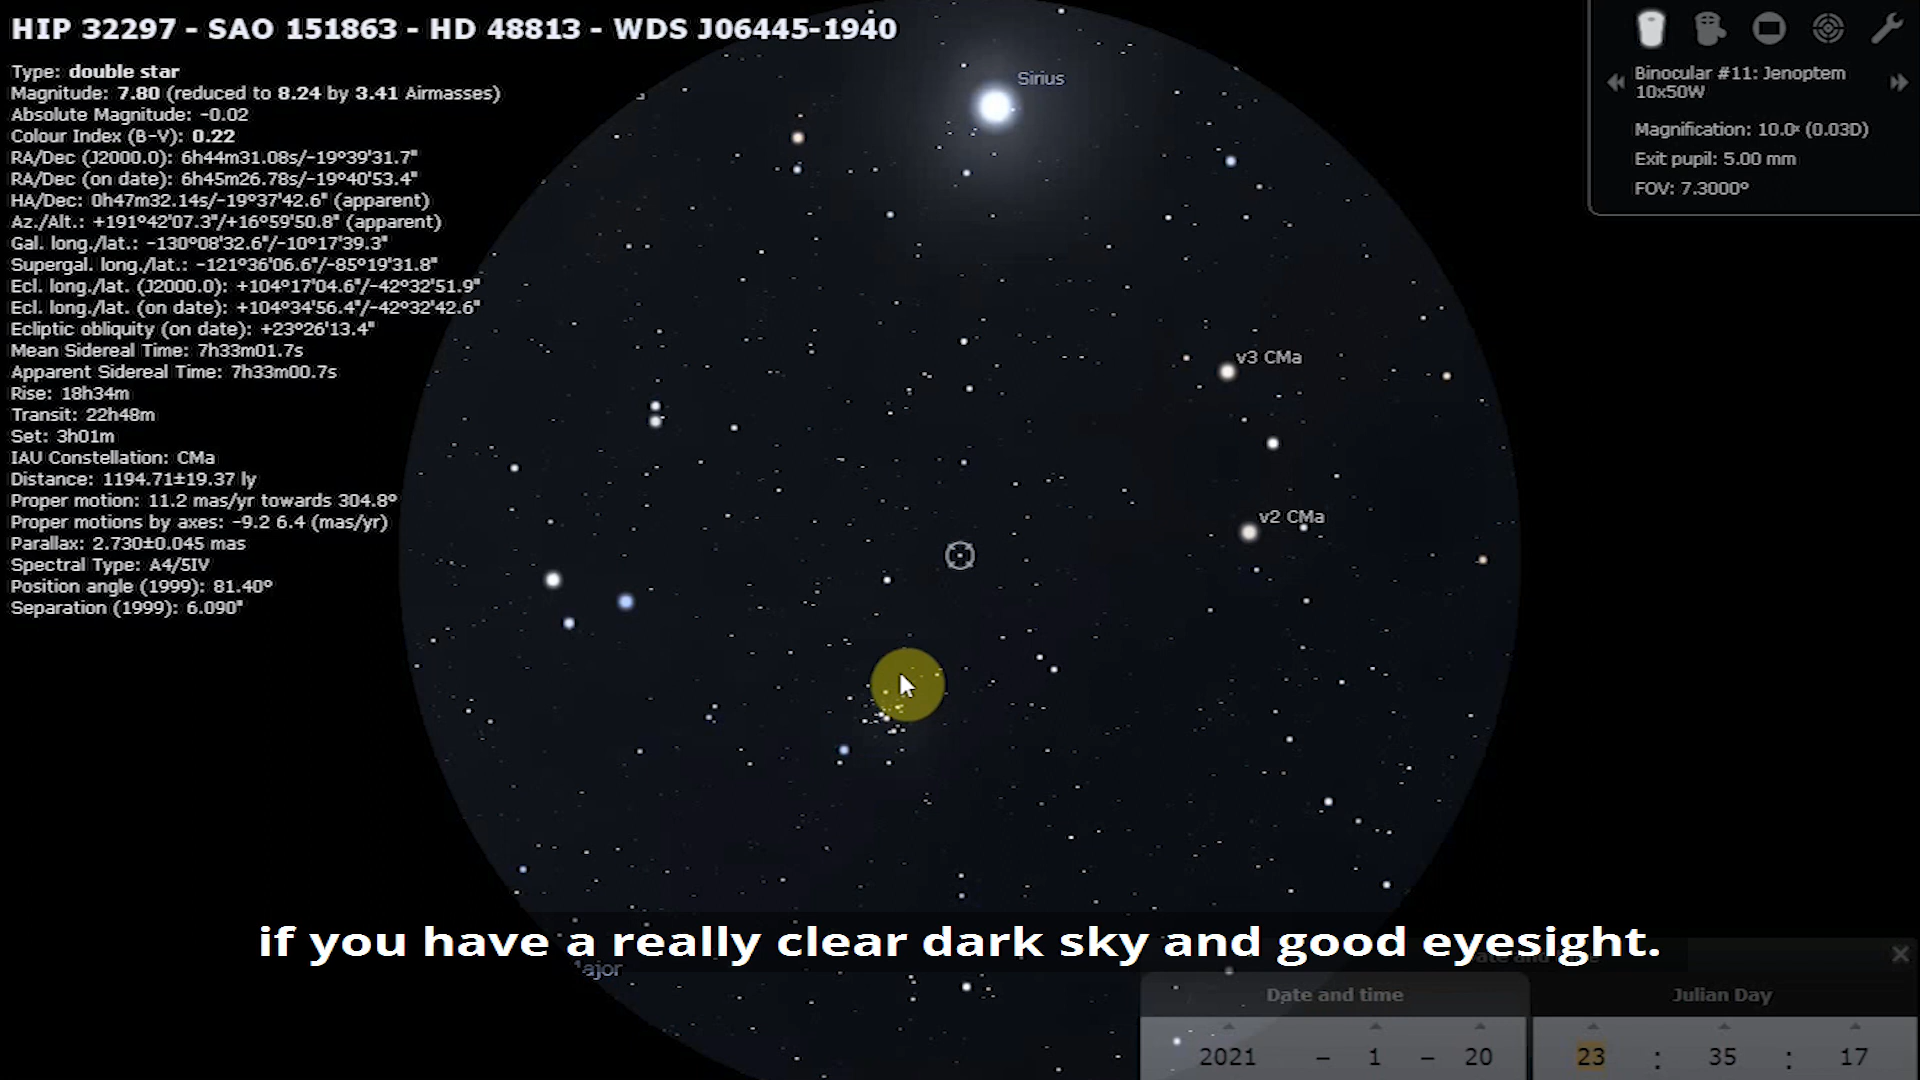 HIP 32297 - SAO 151863 - HD 48813 - WDS J06445-1940
Type: double star
Magnitude: 7.80 (reduced to 8.24 by 3.41 Airmasses)
Absolute Magnitude: -0.02
Colour Index (B-V): 0.22
RA/Dec (J2000.0): 6h44m31.08s/-19°39'31.7"
RA/Dec (on date): 6h45m26.78s/-19°40'53.4"
HA/Dec: 0h47m32.14s/-19°37'42.6" (apparent)
Az./Alt.: +191°42'07.3"/+16°59'50.8" (apparent)
Gal. long./lat.: -130°08'32.6"/-10°17'39.3"
Supergal. long./lat.: -121°36'06.6"/-85°19'31.8"
Ecl. long./lat. (J2000.0): +104°17'04.6"/-42°32'51.9"
Ecl. long./lat. (on date): +104°34'56.4"/-42°32'42.6"
Ecliptic obliquity (on date): +23°26'13.4"
Mean Sidereal Time: 7h33m01.7s
Apparent Sidereal Time: 7h33m00.7s
Rise: 18h34m
Transit: 22h48m
Set: 3h01m
IAU Constellation: CMa
Distance: 1194.71±19.37 ly
Proper motion: 11.2 mas/yr towards 304.8°
Proper motions by axes: -9.2 6.4 (mas/yr)
Parallax: 2.730±0.045 mas
Spectral Type: A4/5IV
Position angle (1999): 81.40°
Separation (1999): 6.090"
Sirius
ν3 CMa
ν2 CMa
Binocular #11: Jenoptem
10x50W
Magnification: 10.0× (0.03D)
Exit pupil: 5.00 mm
FOV: 7.3000°
if you have a really clear dark sky and good eyesight.
Major
Date and time
Julian Day
2021 - 1 - 20 23 : 35 : 17